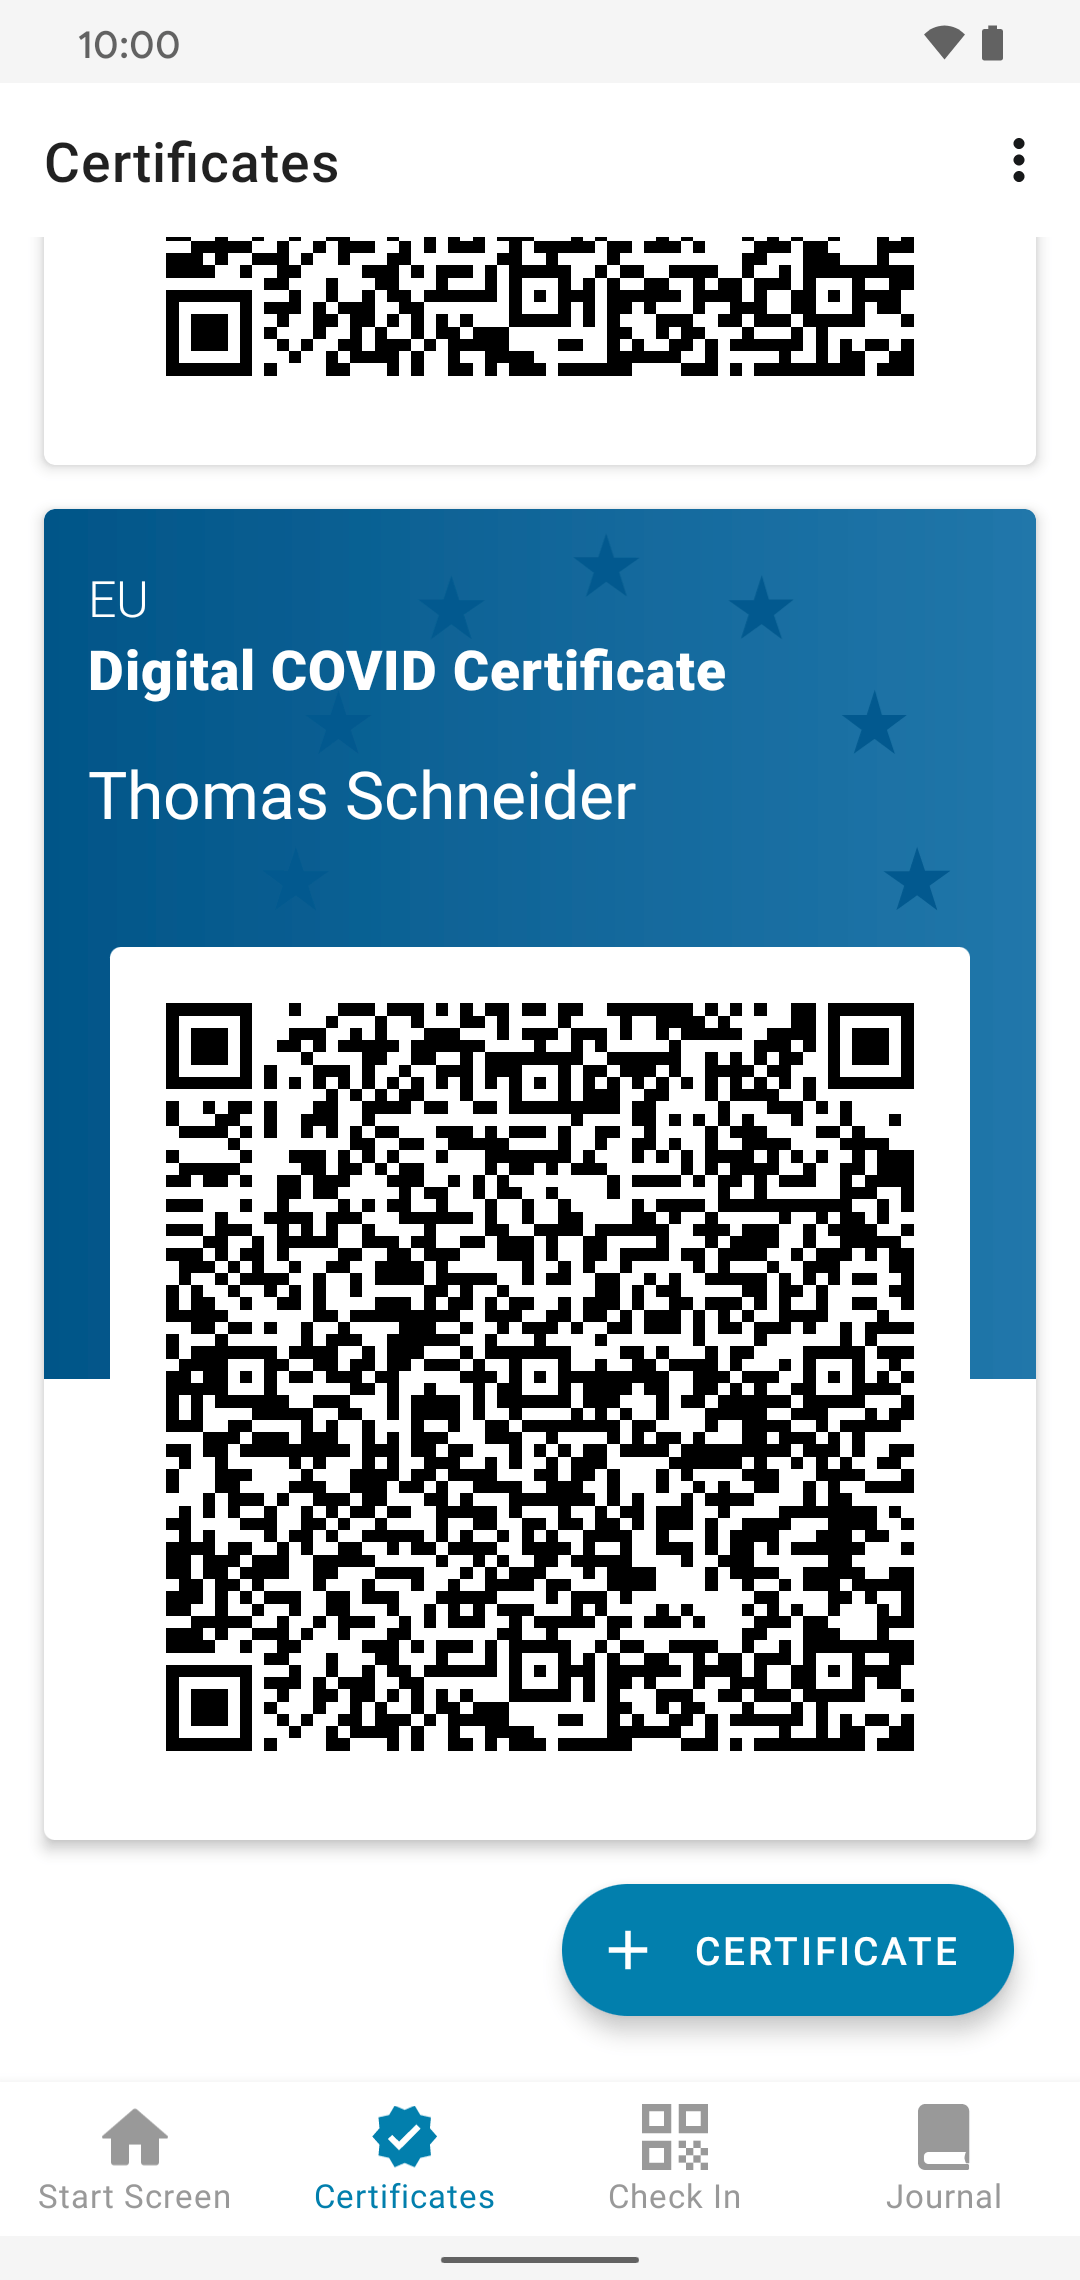 10:00
Certificates
EU
Digital COVID Certificate
Thomas Schneider
CERTIFICATE
Start Screen
Certificates
Check In
Journal